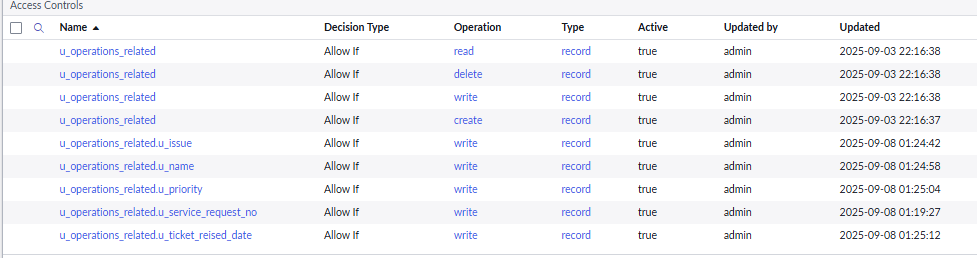 Access Controls
Name Decision Type Operation Type Active Updated by Updated
u_operations_related Allow If read record true admin 2025-09-03 22:16:38
u_operations_related Allow If delete record true admin 2025-09-03 22:16:38
u_operations_related Allow If write record true admin 2025-09-03 22:16:38
u_operations_related Allow If create record true admin 2025-09-03 22:16:37
u_operations_related.u_issue Allow If write record true admin 2025-09-08 01:24:42
u_operations_related.u_name Allow If write record true admin 2025-09-08 01:24:58
u_operations_related.u_priority Allow If write record true admin 2025-09-08 01:25:04
u_operations_related.u_service_request_no Allow If write record true admin 2025-09-08 01:19:27
u_operations_related.u_ticket_reised_date Allow If write record true admin 2025-09-08 01:25:12